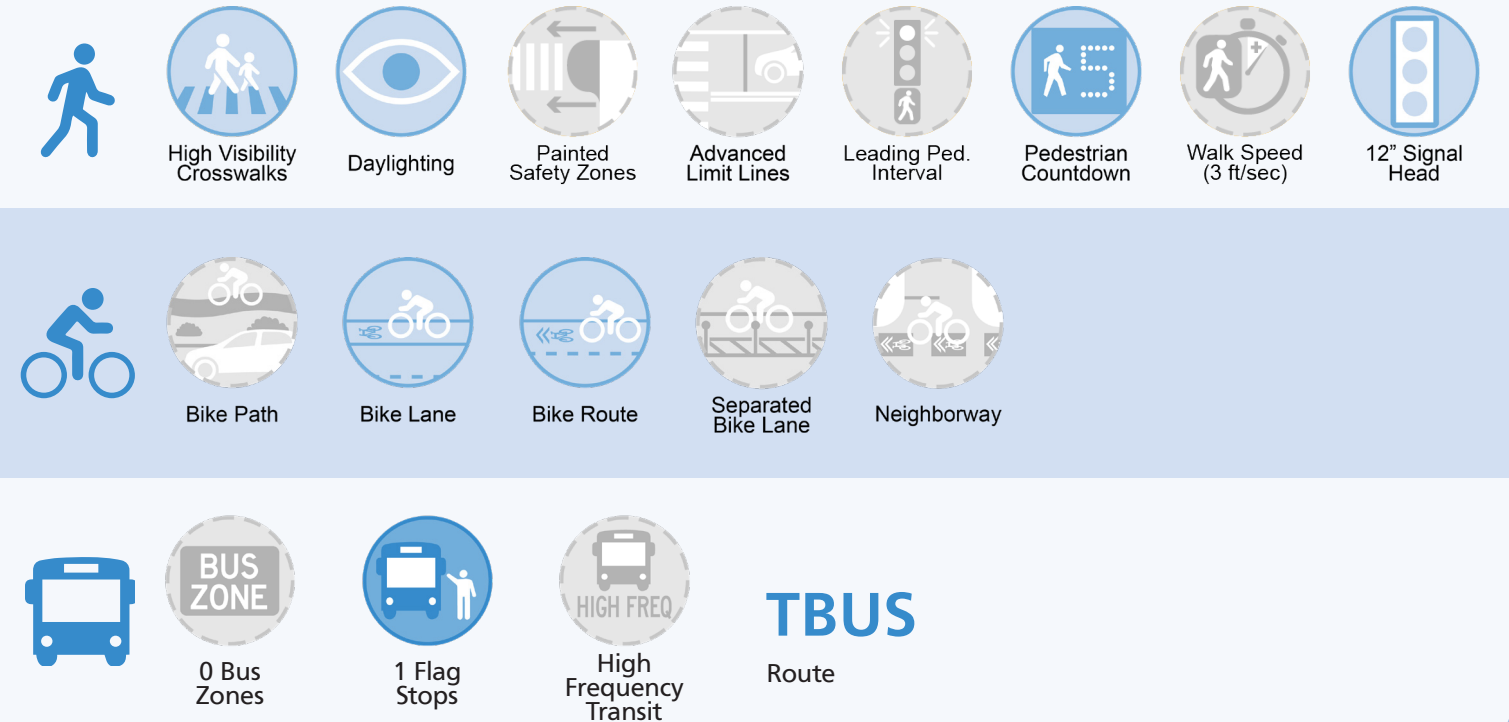 High Visibility
Crosswalks
Daylighting
Painted
Safety Zones
Advanced
Limit Lines
Leading Ped.
Interval
5
Pedestrian
Countdown
Walk Speed
(3 ft/sec)
12” Signal
Head
Bike Path
Bike Lane
Bike Route
Separated
Bike Lane
Neighborway
BUS
ZONE
0 Bus
Zones
1 Flag
Stops
HIGH FREQ
High
Frequency
Transit
TBUS
Route